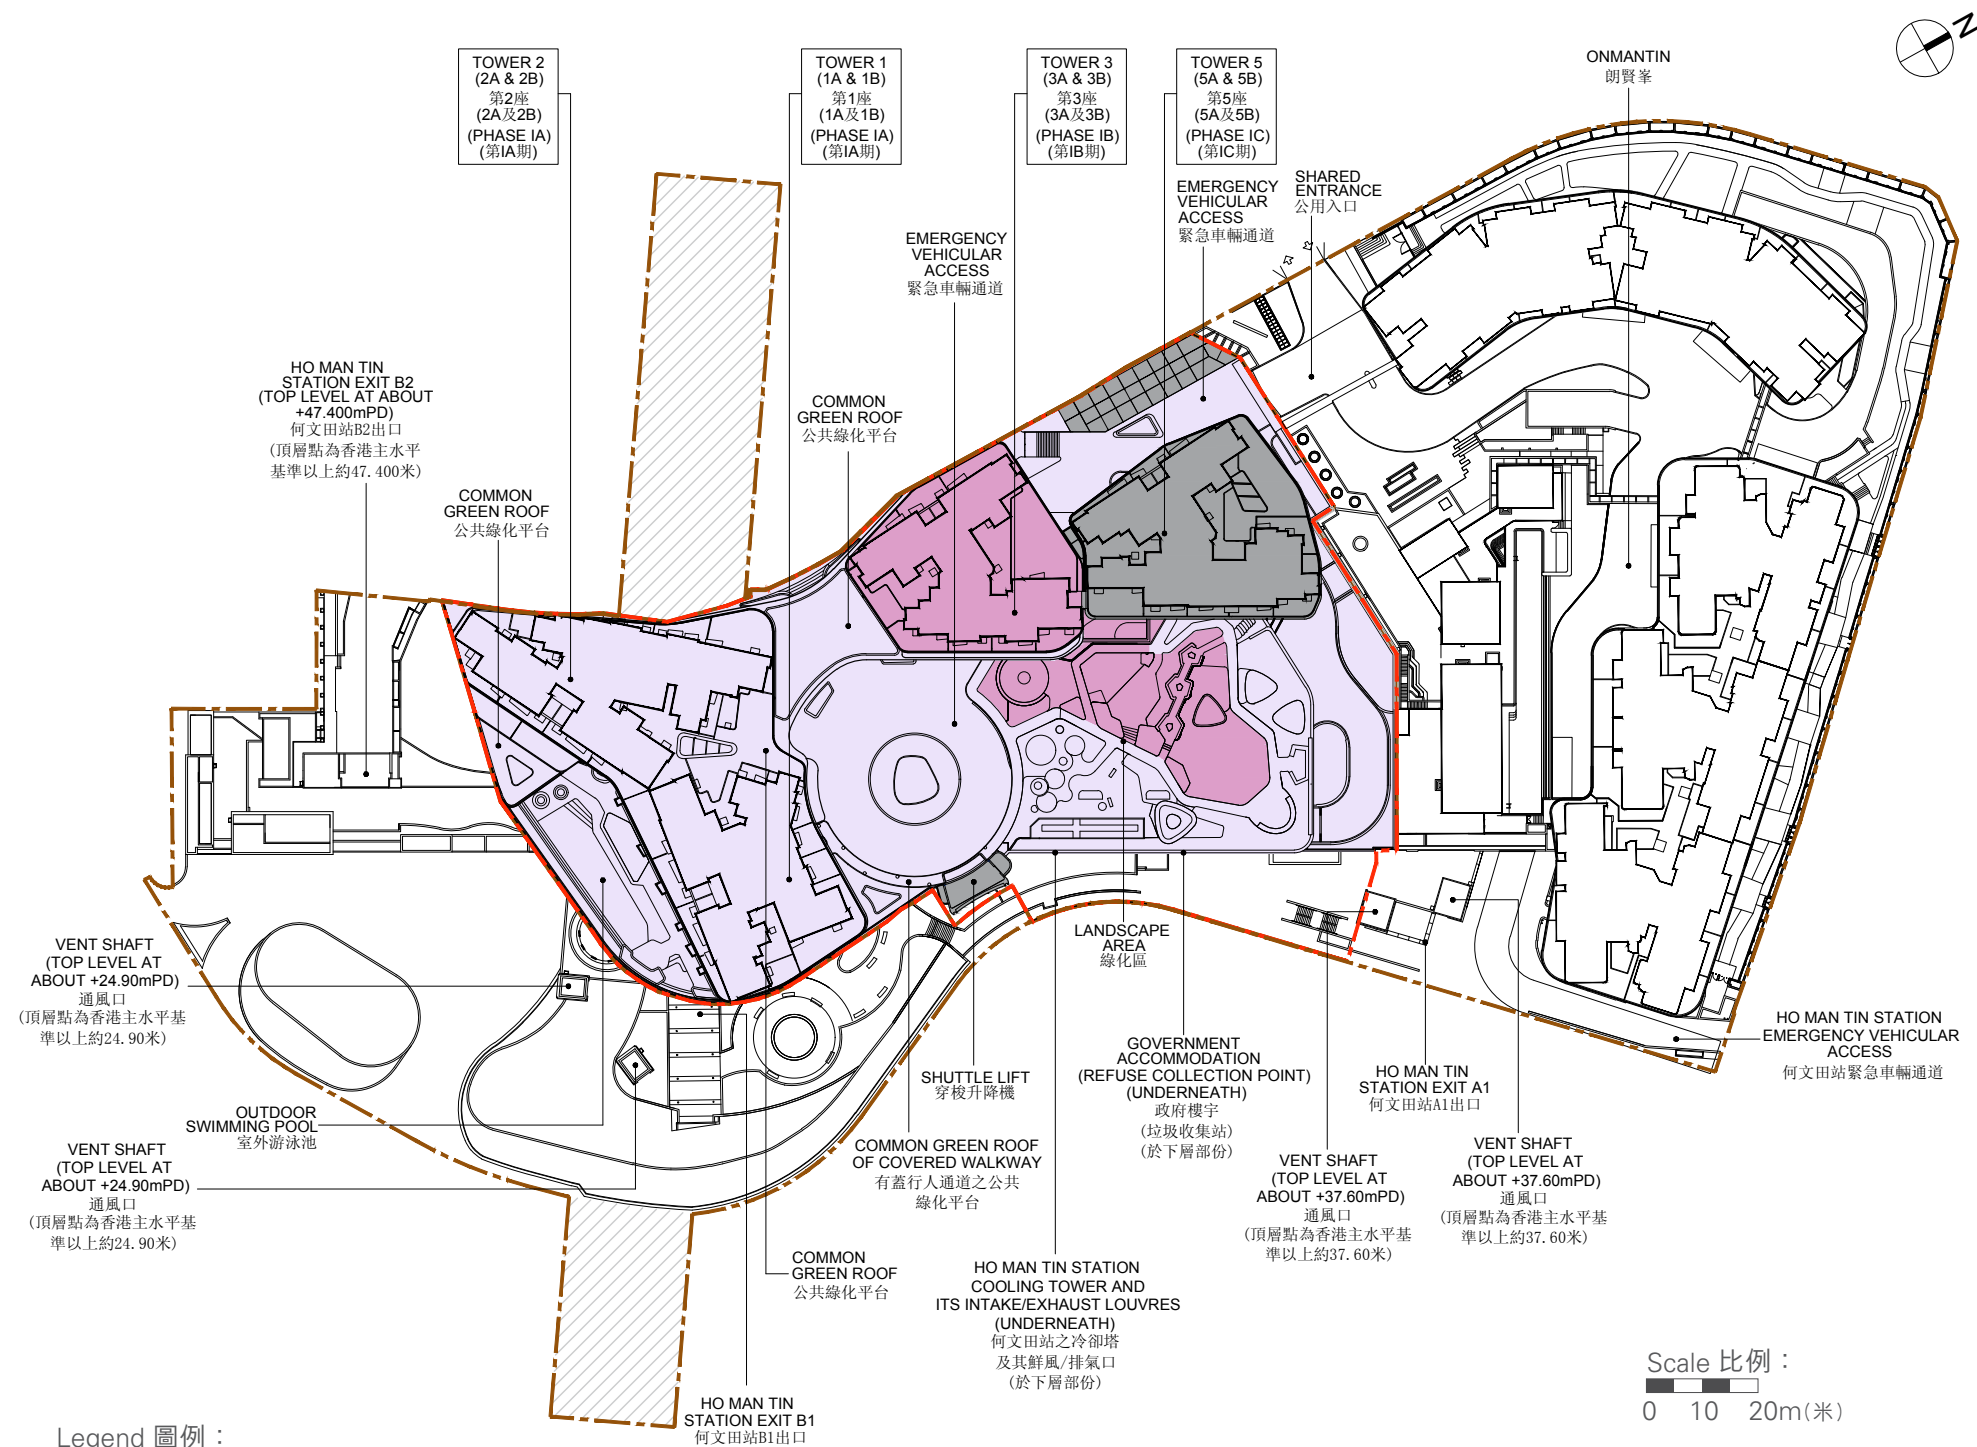 TOWER 2
(2A & 2B)
第2座
(2A及2B)
(PHASE IA)
(第IA期)
TOWER 1
(1A & 1B)
第1座
(1A及1B)
(PHASE IA)
(第IA期)
TOWER 3
(3A & 3B)
第3座
(3A及3B)
(PHASE IB)
(第IB期)
TOWER 5
(5A & 5B)
第5座
(5A及5B)
(PHASE IC)
(第IC期)
ONMANTIN
朗賢峯
N
EMERGENCY
VEHICULAR
ACCESS
緊急車輛通道
SHARED
ENTRANCE
公用入口
EMERGENCY
VEHICULAR
ACCESS
緊急車輛通道
HO MAN TIN
STATION EXIT B2
(TOP LEVEL AT ABOUT
+47.400mPD)
何文田站B2出口
(頂層點為香港主水平
基準以上約47.400米)
COMMON
GREEN ROOF
公共綠化平台
COMMON
GREEN ROOF
公共綠化平台
VENT SHAFT
(TOP LEVEL AT
ABOUT +24.90mPD)
通風口
(頂層點為香港主水平基
準以上約24.90米)
LANDSCAPE
AREA
綠化區
OUTDOOR
SWIMMING POOL
室外游泳池
SHUTTLE LIFT
穿梭升降機
GOVERNMENT
ACCOMMODATION
(REFUSE COLLECTION POINT)
(UNDERNEATH)
政府樓宇
(垃圾收集站)
(於下層部份)
HO MAN TIN
STATION EXIT A1
何文田站A1出口
HO MAN TIN STATION
EMERGENCY VEHICULAR
ACCESS
何文田站緊急車輛通道
VENT SHAFT
(TOP LEVEL AT
ABOUT +24.90mPD)
通風口
(頂層點為香港主水平基
準以上約24.90米)
COMMON GREEN ROOF
OF COVERED WALKWAY
有蓋行人通道之公共
綠化平台
VENT SHAFT
(TOP LEVEL AT
ABOUT +37.60mPD)
通風口
(頂層點為香港主水平基
準以上約37.60米)
VENT SHAFT
(TOP LEVEL AT
ABOUT +37.60mPD)
通風口
(頂層點為香港主水平基
準以上約37.60米)
COMMON
GREEN ROOF
公共綠化平台
HO MAN TIN STATION
COOLING TOWER AND
ITS INTAKE/EXHAUST LOUVRES
(UNDERNEATH)
何文田站之冷卻塔
及其鮮風/排氣口
(於下層部份)
HO MAN TIN
STATION EXIT B1
何文田站B1出口
Scale 比例：
0 10 20m(米)
Legend 圖例：